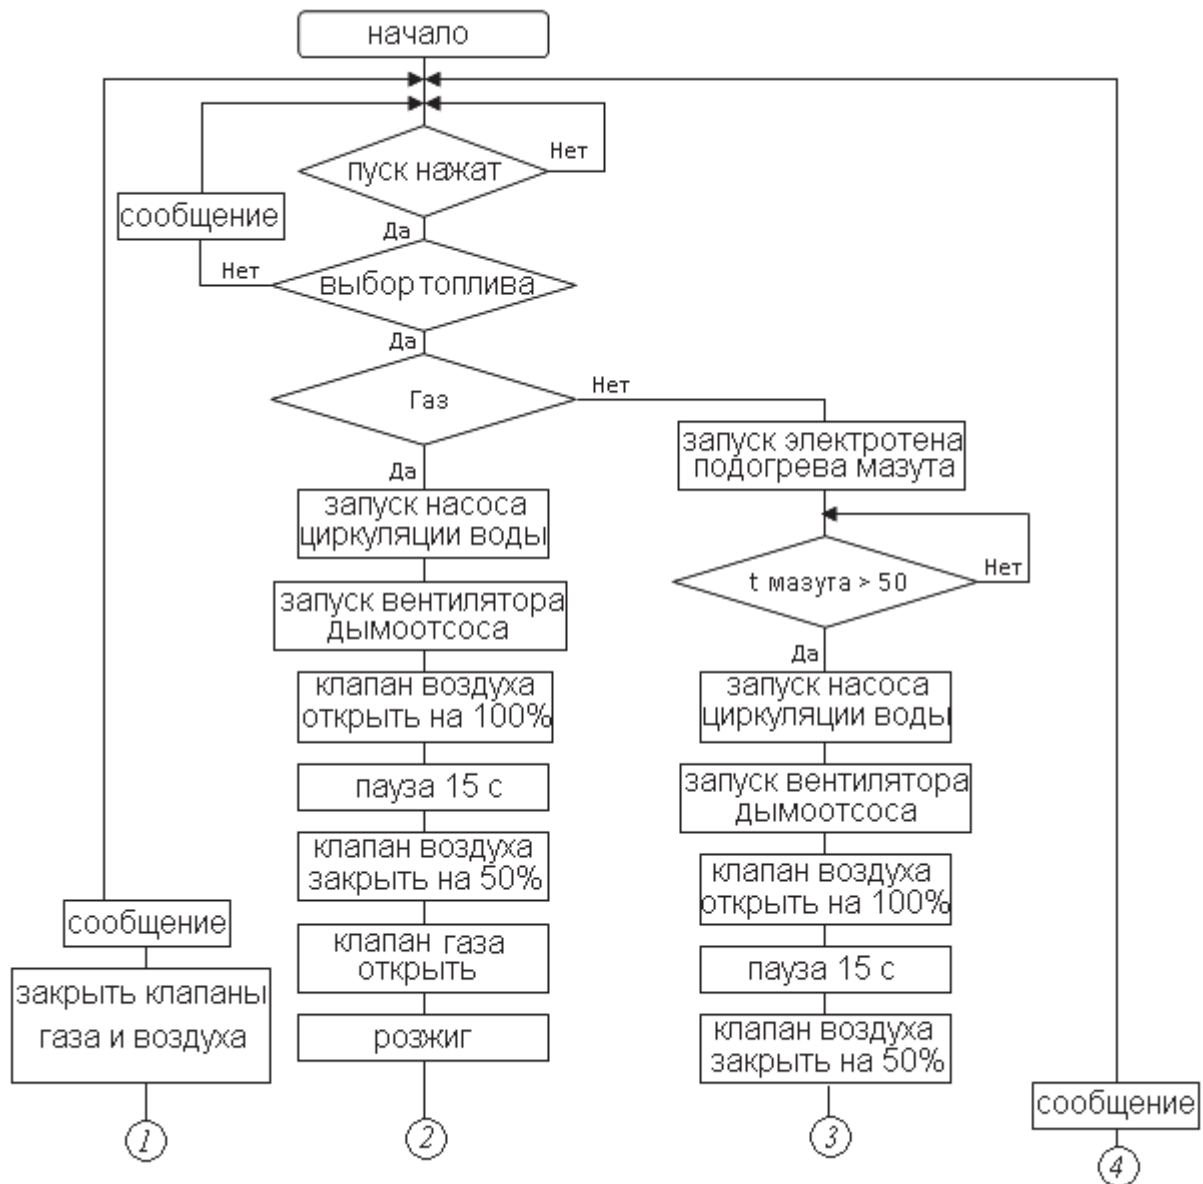 начало
пуск нажат
Нет
сообщение
Да
выбор топлива
Нет
Да
Газ
Нет
Да
запуск электротена
подогрева мазута
запуск насоса
циркуляции воды
t мазута > 50
Нет
Да
запуск вентилятора
дымоотсоса
клапан воздуха
открыть на 100%
пауза 15 с
клапан воздуха
закрыть на 50%
клапан газа
открыть
розжиг
2
запуск насоса
циркуляции воды
запуск вентилятора
дымоотсоса
клапан воздуха
открыть на 100%
пауза 15 с
клапан воздуха
закрыть на 50%
3
сообщение
закрыть клапаны
газа и воздуха
1
сообщение
4